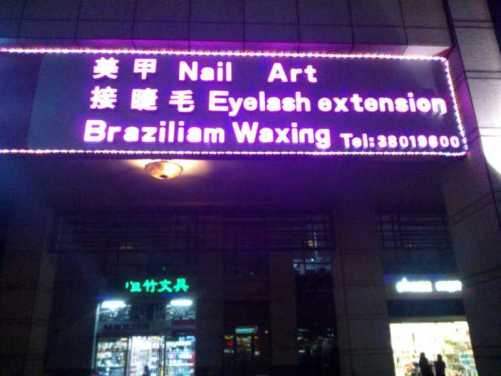 美甲 Nail Art
接睫毛 Eyelash extension
Braziliam Waxing Tel:38019600
竹文具